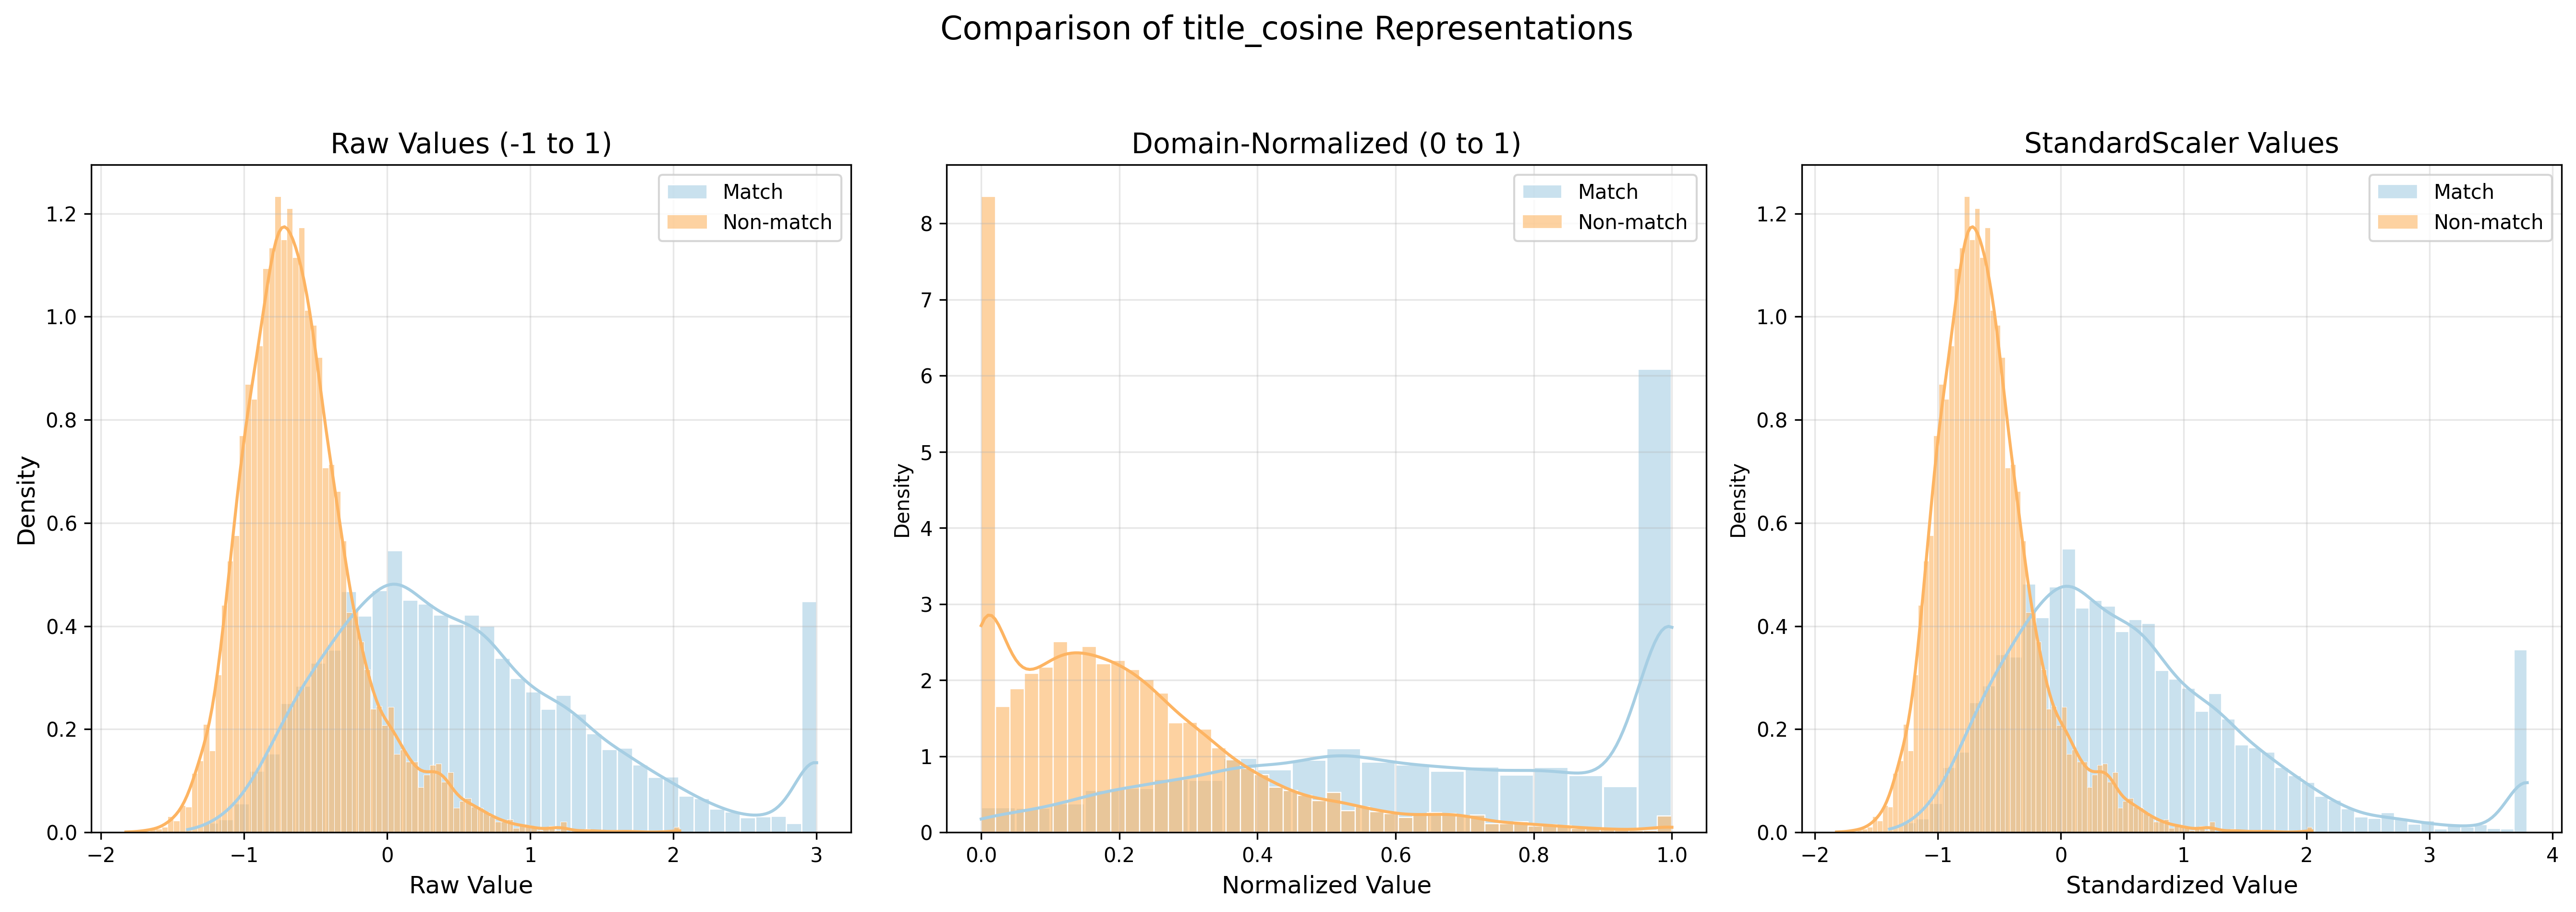 Comparison of title_cosine Representations
Raw Values (-1 to 1)
Match
Non-match
Density
1.2
1.0
0.8
0.6
0.4
0.2
0.0
−2
−1
0
1
2
3
Raw Value
Domain-Normalized (0 to 1)
Match
Non-match
Density
8
7
6
5
4
3
2
1
0
0.0
0.2
0.4
0.6
0.8
1.0
Normalized Value
StandardScaler Values
Match
Non-match
Density
1.2
1.0
0.8
0.6
0.4
0.2
0.0
−2
−1
0
1
2
3
4
Standardized Value